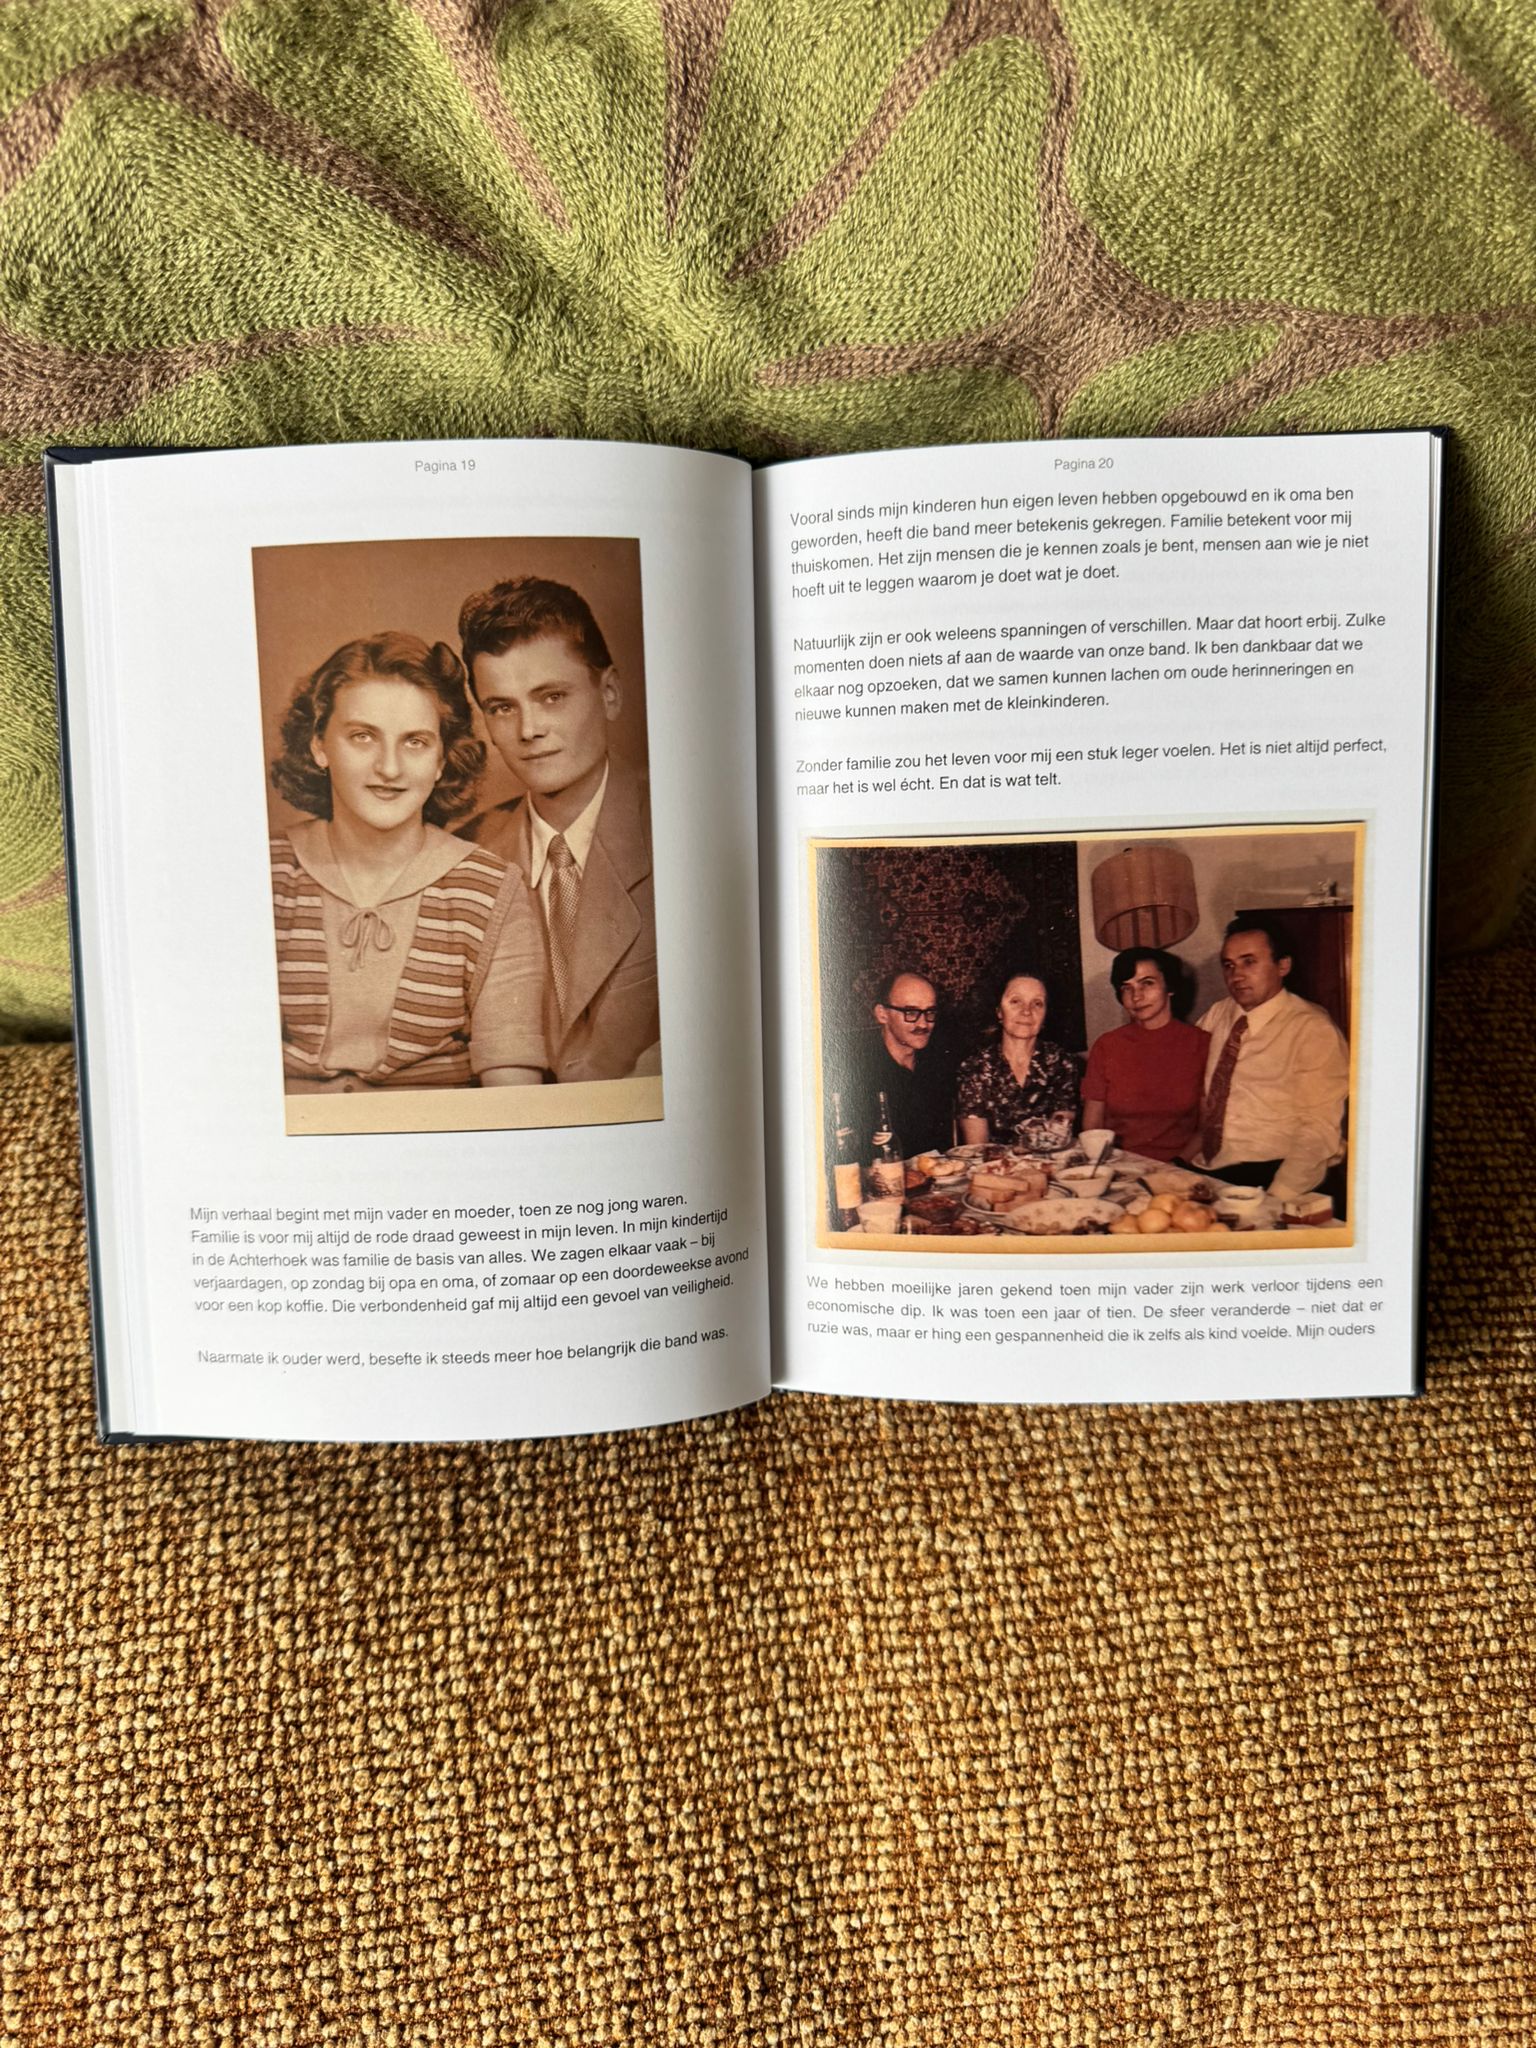 Pagina 19
Mijn verhaal begint met mijn vader en moeder, toen ze nog jong waren.
Familie is voor mij altijd de rode draad geweest in mijn leven. In mijn kindertijd
in de Achterhoek was familie de basis van alles. We zagen elkaar vaak – bij
verjaardagen, op zondag bij opa en oma, of zomaar op een doordeweekse avond
voor een kop koffie. Die verbondenheid gaf mij altijd een gevoel van veiligheid.
Naarmate ik ouder werd, besefte ik steeds meer hoe belangrijk die band was.
Pagina 20
Vooral sinds mijn kinderen hun eigen leven hebben opgebouwd en ik oma ben
geworden, heeft die band meer betekenis gekregen. Familie betekent voor mij
thuiskomen. Het zijn mensen die je kennen zoals je bent, mensen aan wie je niet
hoeft uit te leggen waarom je doet wat je doet.
Natuurlijk zijn er ook weleens spanningen of verschillen. Maar dat hoort erbij. Zulke
momenten doen niets af aan de waarde van onze band. Ik ben dankbaar dat we
elkaar nog opzoeken, dat we samen kunnen lachen om oude herinneringen en
nieuwe kunnen maken met de kleinkinderen.
Zonder familie zou het leven voor mij een stuk leger voelen. Het is niet altijd perfect,
maar het is wel écht. En dat is wat telt.
We hebben moeilijke jaren gekend toen mijn vader zijn werk verloor tijdens een
economische dip. Ik was toen een jaar of tien. De sfeer veranderde – niet dat er
ruzie was, maar er hing een gespannenheid die ik zelfs als kind voelde. Mijn ouders